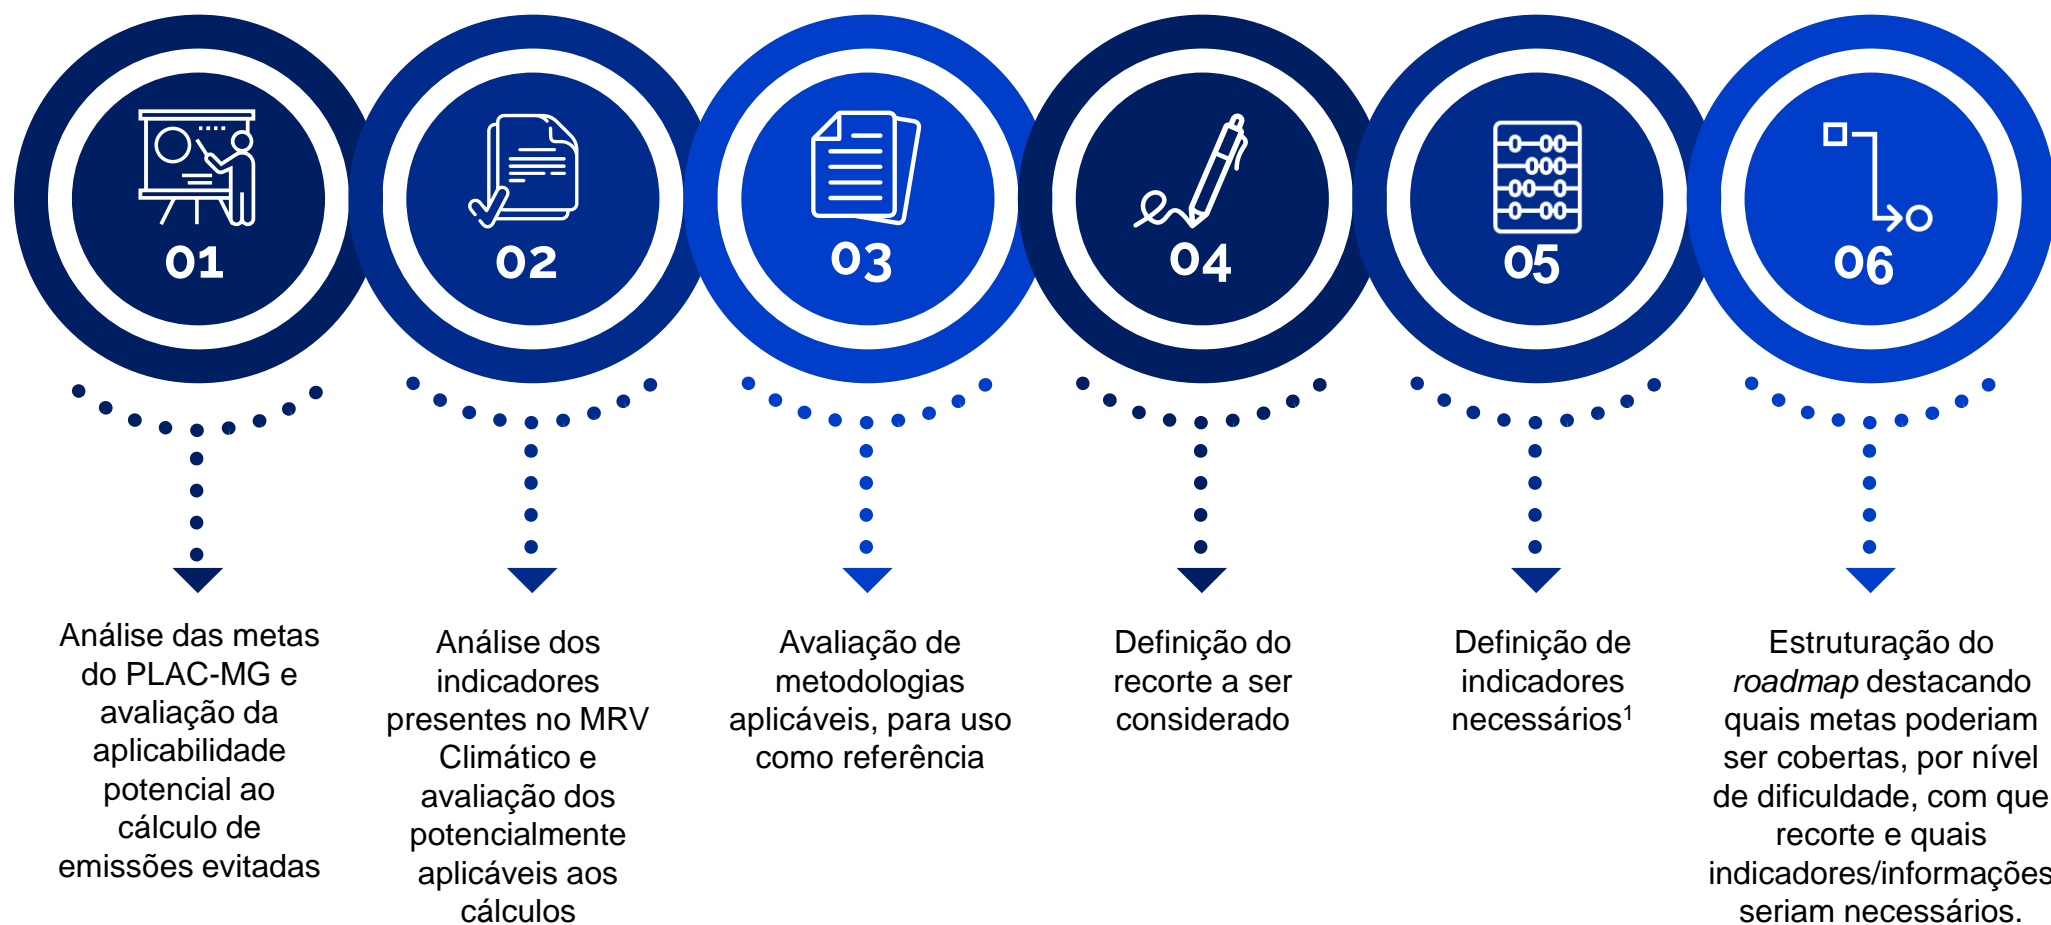 01
Análise das metas
do PLAC-MG e
avaliação da
aplicabilidade
potencial ao
cálculo de
emissões evitadas
02
Análise dos
indicadores
presentes no MRV
Climático e
avaliação dos
potencialmente
aplicáveis aos
cálculos
03
Avaliação de
metodologias
aplicáveis, para uso
como referência
04
Definição do
recorte a ser
considerado
05
Definição de
indicadores
necessários¹
06
Estruturação do
roadmap destacando
quais metas poderiam
ser cobertas, por nível
de dificuldade, com que
recorte e quais
indicadores/informações
seriam necessários.